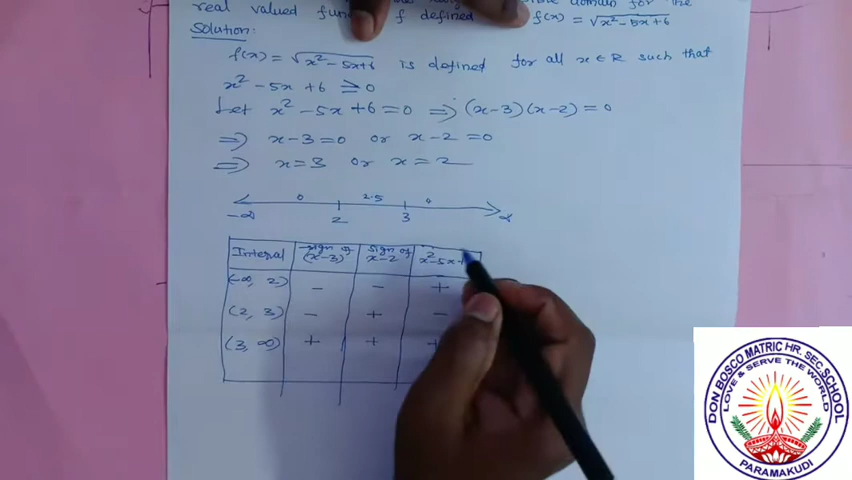 real valued fun f defined f(x) = √x²-5x+6
Solution:
f(x) = √x²-5x+6 is defined for all x∈R such that
x²-5x+6 ≥0
Let x²-5x+6=0 ⟹ (x-3)(x-2)=0
⟹ x-3=0 or x-2=0
⟹ x=3 or x=2
0 2.5 0
-∞ 2 3 ∝
Interal sign of (x-3) sign of x-2 x²-5x+
(-∞, 2) - - +
(2, 3) - + -
(3, ∞) + +
DON BOSCO MATRIC HR. SEC. SCHOOL
LOVE & SERVE THE WORLD
PARAMAKUDI